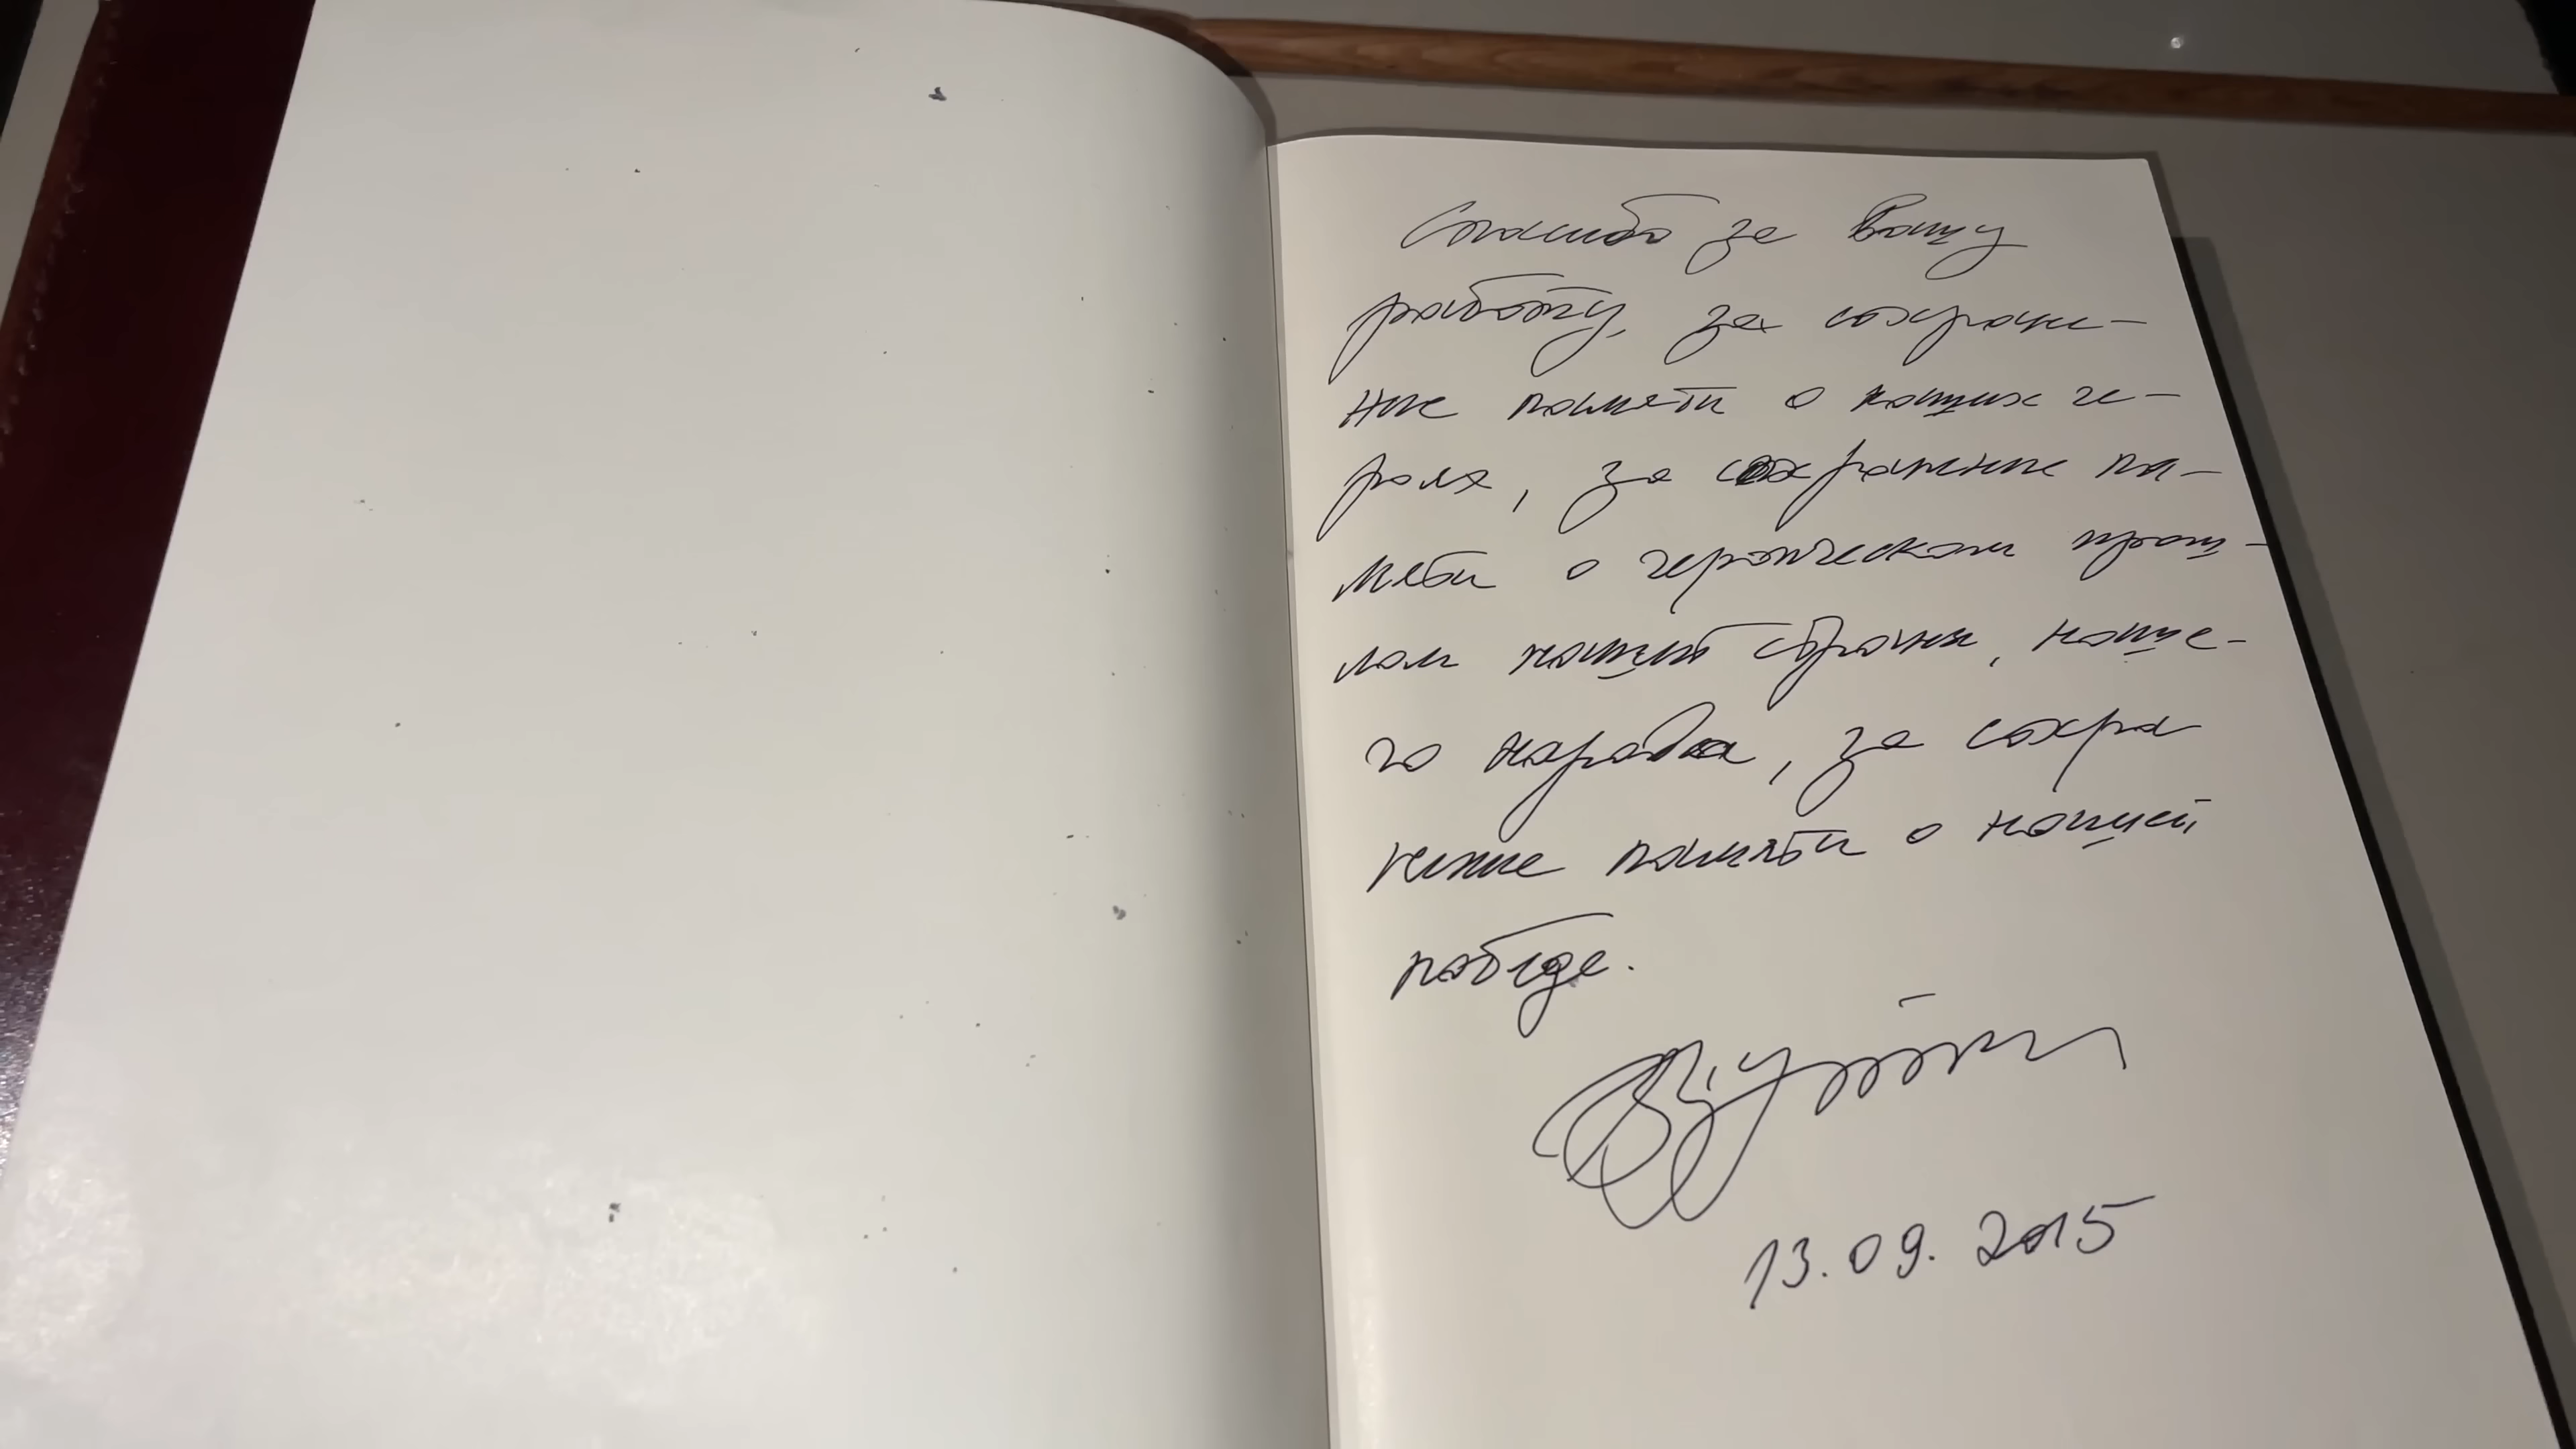 Спасибо за Вашу
работу, за сохране-
ние памяти о наших ге-
роях, за сохранение па-
мяти о героическом прош-
лом нашей страны, наше-
го народа, за сохра
нение памяти о нашей
победе.
13.09.2015